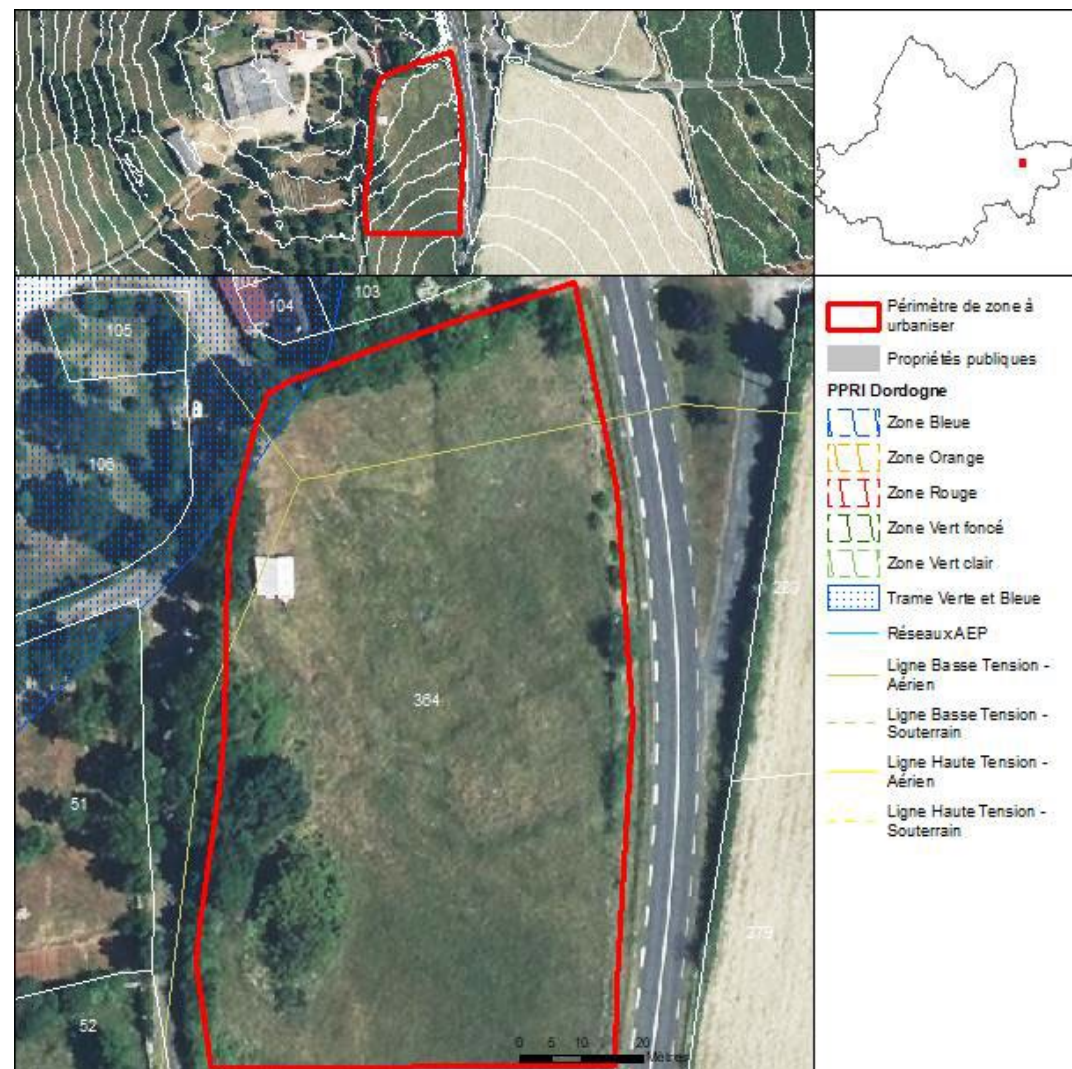 Périmètre de zone à
urbaniser
Propriétés publiques
PPRI Dordogne
Zone Bleue
Zone Orange
Zone Rouge
Zone Vert foncé
Zone Vert clair
Trame Verte et Bleue
Réseaux AEP
Ligne Basse Tension -
Aérien
Ligne Basse Tension -
Souterrain
Ligne Haute Tension -
Aérien
Ligne Haute Tension -
Souterrain
103
104
105
106
364
51
52
279
0 5 10 20
Mètres